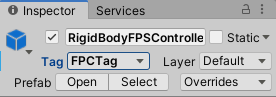 Inspector Services
RigidBodyFPSControlle Static
Tag FPCTag Layer Default
Prefab Open Select Overrides